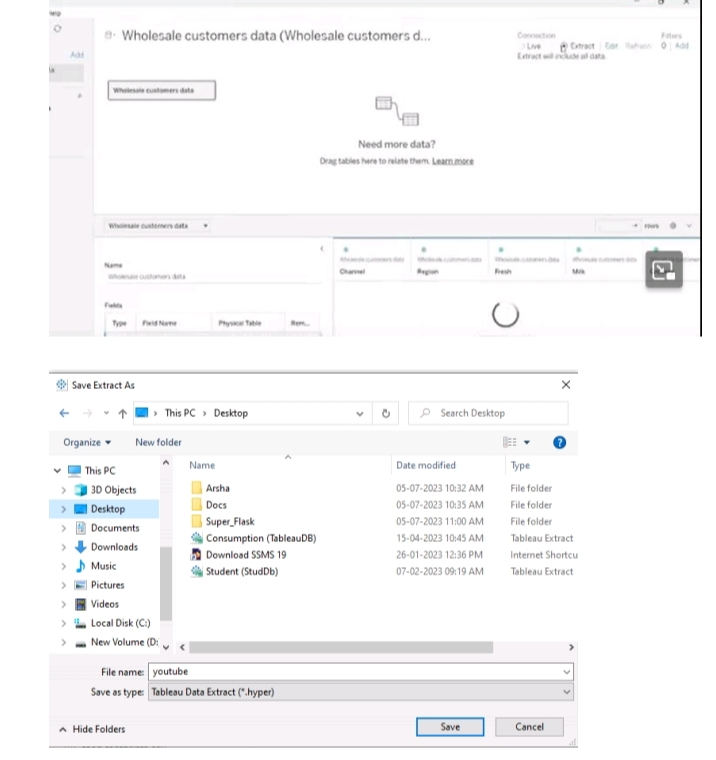 Help
Wholesale customers data (Wholesale customers d...
Connection
Live Extract Edit Refresh
Filters
0 Add
Extract will include all data.
Add
Wholesale customers data
Need more data?
Drag tables here to relate them. Learn more
Wholesale customers data
rows
Name
Wholesale customers data
Fields
Type Field Name Physical Table Rem...
Wholesale customers data Wholesale customers data Wholesale customers data Wholesale customers data
Channel Region Fresh Milk
Save Extract As
This PC > Desktop
Search Desktop
Organize
New folder
This PC
3D Objects
Desktop
Documents
Downloads
Music
Pictures
Videos
Local Disk (C:)
New Volume (D:
Name Date modified Type
Arsha 05-07-2023 10:32 AM File folder
Docs 05-07-2023 10:35 AM File folder
Super_Flask 05-07-2023 11:00 AM File folder
Consumption (TableauDB) 15-04-2023 10:45 AM Tableau Extract
Download SSMS 19 26-01-2023 12:36 PM Internet Shortcu
Student (StudDb) 07-02-2023 09:19 AM Tableau Extract
File name: youtube
Save as type: Tableau Data Extract (*.hyper)
Hide Folders
Save
Cancel